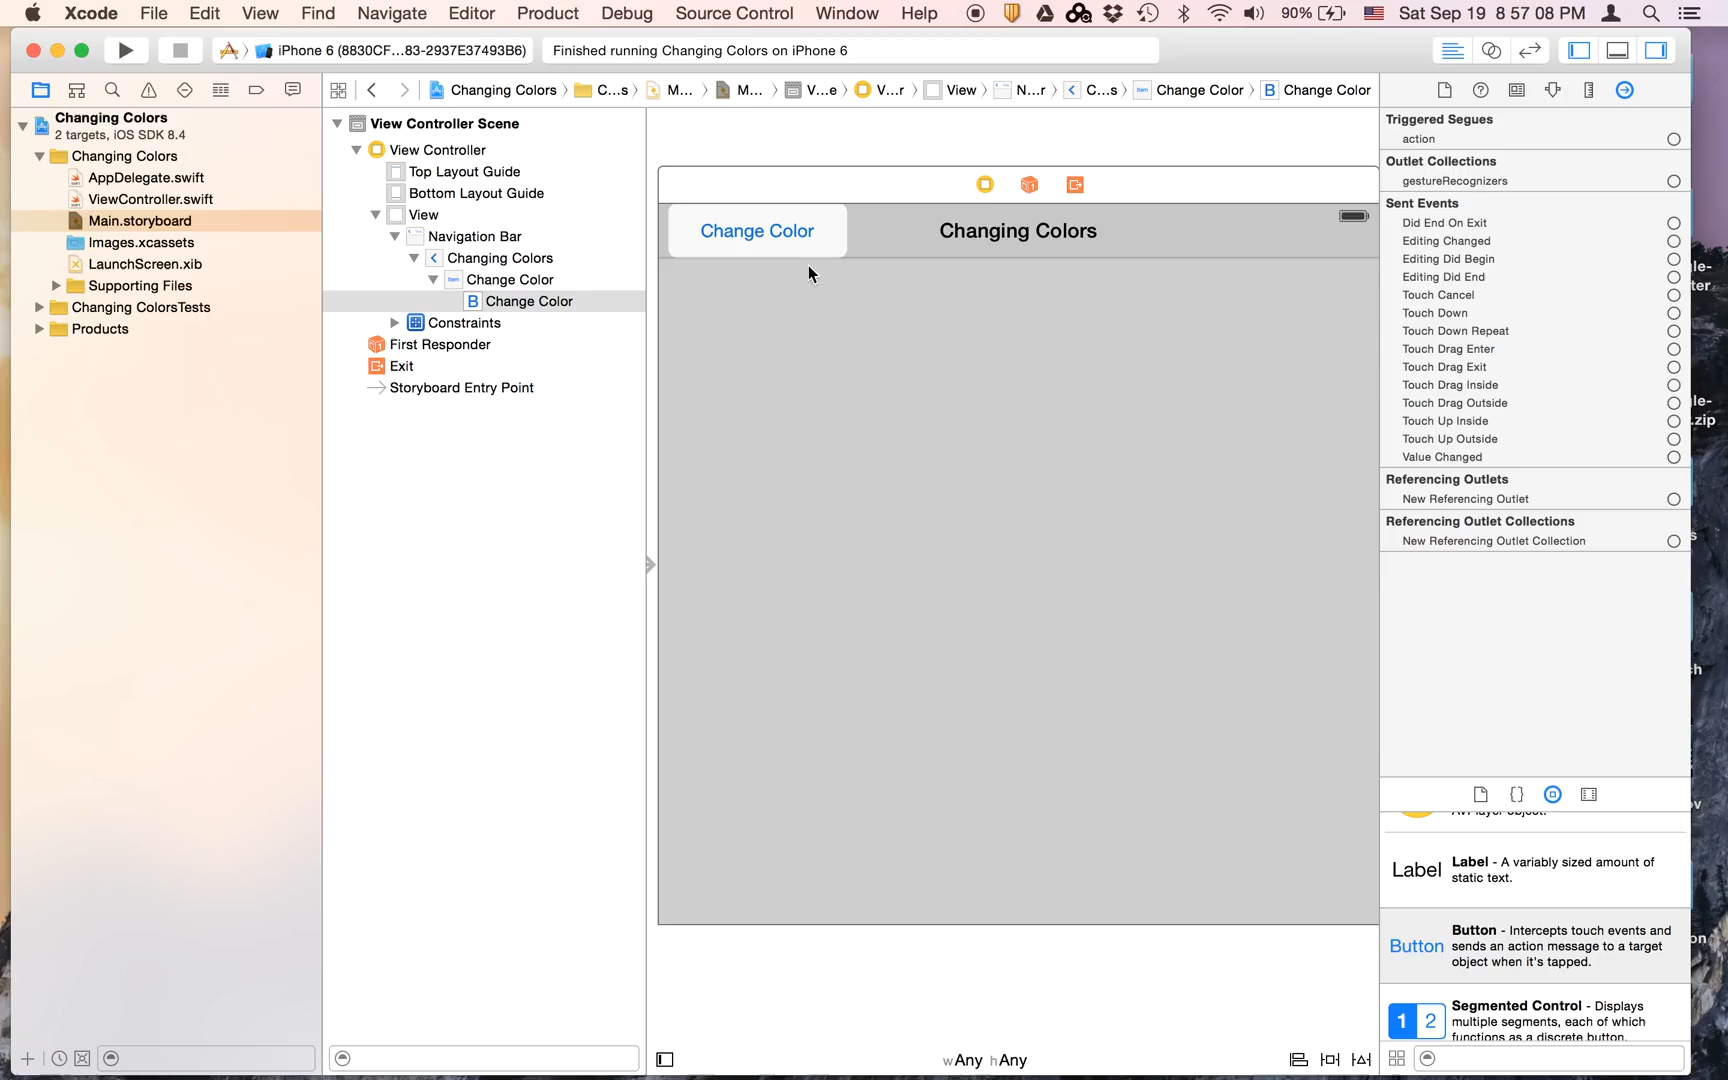 Xcode File Edit View Find Navigate Editor Product Debug Source Control Window Help 90% Sat Sep 19 8 57 08 PM
iPhone 6 (8830CF...83-2937E37493B6) Finished running Changing Colors on iPhone 6
Changing Colors C...s M... M... V...e V...r View N...r C...s Change Color Change Color
Changing Colors
2 targets, iOS SDK 8.4
Changing Colors
AppDelegate.swift
ViewController.swift
Main.storyboard
Images.xcassets
LaunchScreen.xib
Supporting Files
Changing ColorsTests
Products
View Controller Scene
View Controller
Top Layout Guide
Bottom Layout Guide
View
Navigation Bar
Changing Colors
Item Change Color
B Change Color
Constraints
First Responder
Exit
Storyboard Entry Point
Change Color
Changing Colors
wAny hAny
Triggered Segues
action
Outlet Collections
gestureRecognizers
Sent Events
Did End On Exit
Editing Changed
Editing Did Begin
Editing Did End
Touch Cancel
Touch Down
Touch Down Repeat
Touch Drag Enter
Touch Drag Exit
Touch Drag Inside
Touch Drag Outside
Touch Up Inside
Touch Up Outside
Value Changed
Referencing Outlets
New Referencing Outlet
Referencing Outlet Collections
New Referencing Outlet Collection
Label
Label - A variably sized amount of
static text.
Button
Button - Intercepts touch events and
sends an action message to a target
object when it's tapped.
1 2
Segmented Control - Displays
multiple segments, each of which
functions as a discrete button.
.zip